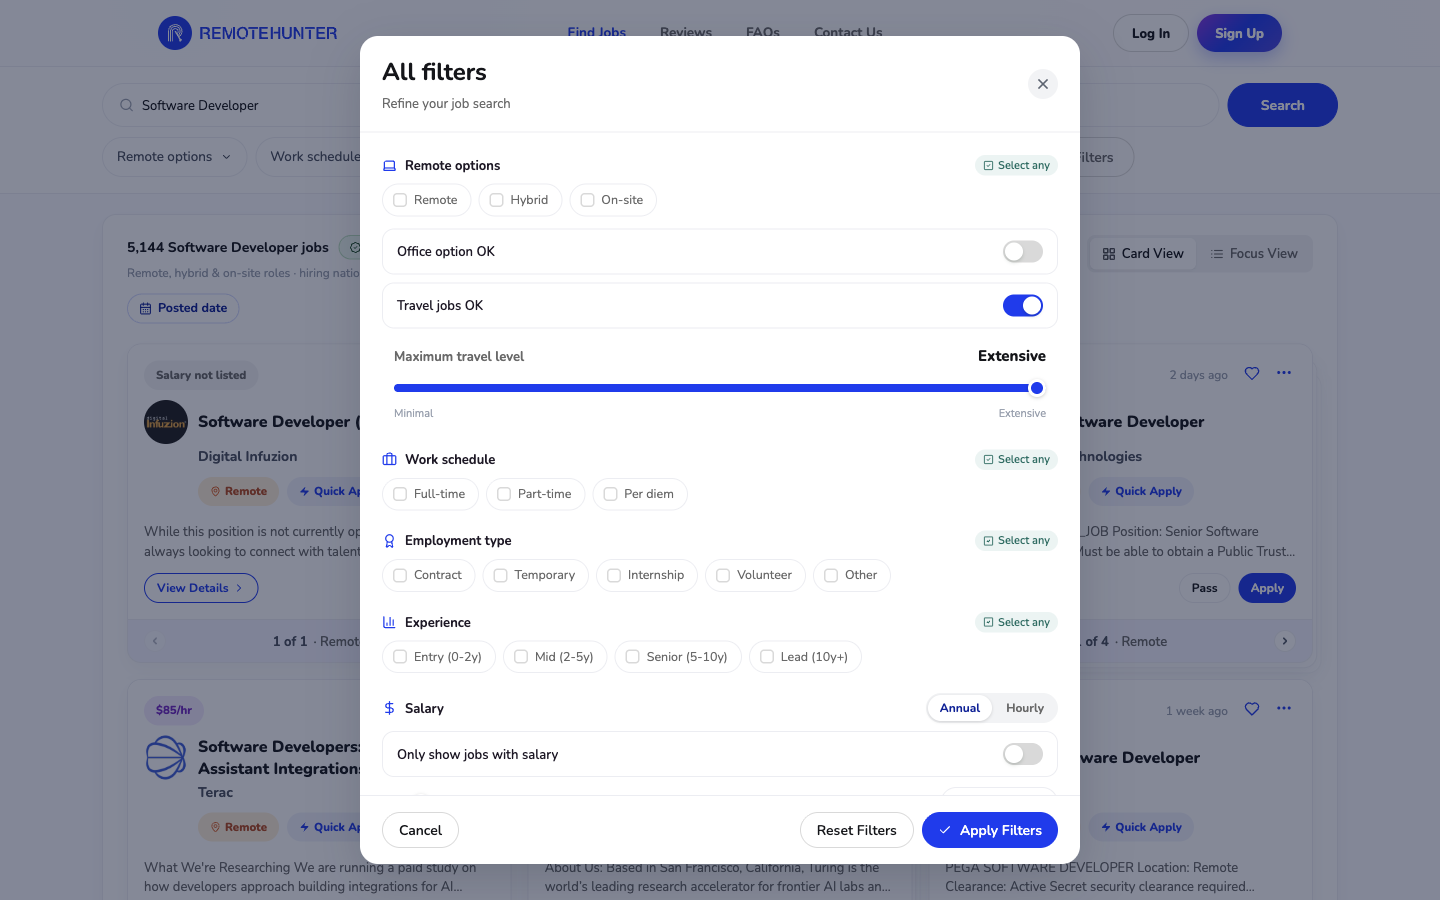 REMOTEHUNTER
Find Jobs
Reviews
FAQs
Contact Us
Log In
Sign Up
Software Developer
Search
Remote options
Work schedule
5,144 Software Developer jobs
Remote, hybrid & on-site roles · hiring
Card View
Focus View
Posted date
All filters
Refine your job search
Remote options
Select any
Remote
Hybrid
On-site
Office option OK
Travel jobs OK
Maximum travel level
Extensive
Minimal
Extensive
Work schedule
Select any
Full-time
Part-time
Per diem
Employment type
Select any
Contract
Temporary
Internship
Volunteer
Other
Experience
Select any
Entry (0-2y)
Mid (2-5y)
Senior (5-10y)
Lead (10y+)
Salary
Annual
Hourly
Only show jobs with salary
Cancel
Reset Filters
Apply Filters
Salary not listed
Infuzion
Software Developer (
Digital Infuzion
Remote
Quick Ap
While this position is not currently op
always looking to connect with talent
View Details
1 of 1 · Remot
2 days ago
tware Developer
hnologies
Quick Apply
JOB Position: Senior Software
Must be able to obtain a Public Trust...
Pass
Apply
of 4 · Remote
$85/hr
Software Developers:
Assistant Integrations
Terac
Remote
Quick Ap
What We're Researching We are running a paid study on
how developers approach building integrations for AI...
About Us: Based in San Francisco, California, Turing is the
world's leading research accelerator for frontier AI labs an...
1 week ago
ware Developer
Quick Apply
PEGA SOFTWARE DEVELOPER Location: Remote
Clearance: Active Secret security clearance required...